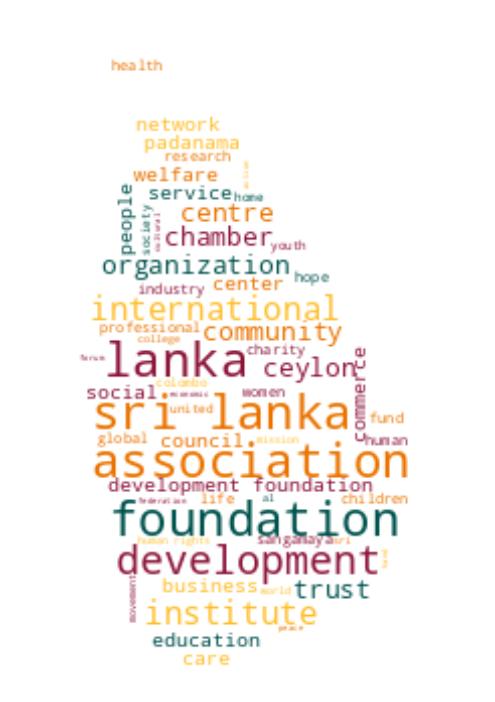 health
network
padanama
research
welfare
service home
people
society
centre
chamber
youth
organization
hope
center
industry
international
professional community
college
charity
forum
lanka
ceylon
commerce
colombo
social economic women
sri lanka
united
fund
global council mission human
association
development foundation
federation life al children
foundation
human rights sangamaya sri
development
movement
business world trust
institute
peace
education
care